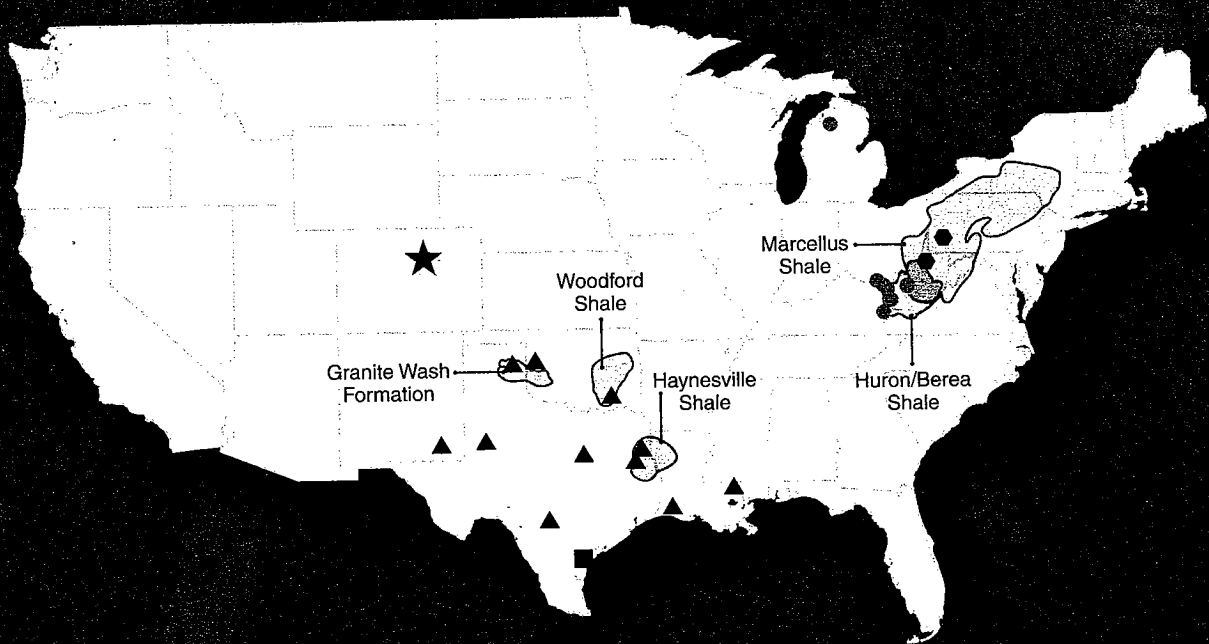 Marcellus
Shale
Woodford
Shale
Granite Wash
Formation
Haynesville
Shale
Huron/Berea
Shale